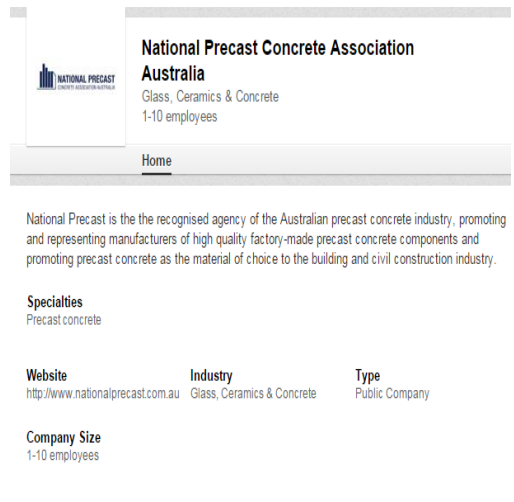 National Precast Concrete Association
Australia
Glass, Ceramics & Concrete
1-10 employees
NATIONAL PRECAST
CONCRETE ASSOCIATION AUSTRALIA
Home
National Precast is the the recognised agency of the Australian precast concrete industry, promoting
and representing manufacturers of high quality factory-made precast concrete components and
promoting precast concrete as the material of choice to the building and civil construction industry.
Specialties
Precast concrete
Website Industry Type
http://www.nationalprecast.com.au Glass, Ceramics & Concrete Public Company
Company Size
1-10 employees